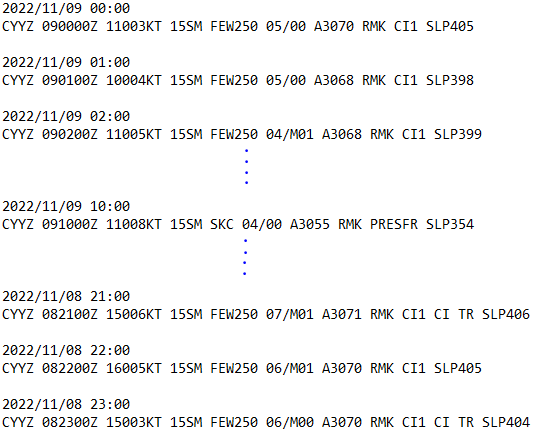 2022/11/09 00:00
CYYZ 090000Z 11003KT 15SM FEW250 05/00 A3070 RMK CI1 SLP405
2022/11/09 01:00
CYYZ 090100Z 10004KT 15SM FEW250 05/00 A3068 RMK CI1 SLP398
2022/11/09 02:00
CYYZ 090200Z 11005KT 15SM FEW250 04/M01 A3068 RMK CI1 SLP399
2022/11/09 10:00
CYYZ 091000Z 11008KT 15SM SKC 04/00 A3055 RMK PRESFR SLP354
2022/11/08 21:00
CYYZ 082100Z 15006KT 15SM FEW250 07/M01 A3071 RMK CI1 CI TR SLP406
2022/11/08 22:00
CYYZ 082200Z 16005KT 15SM FEW250 06/M01 A3070 RMK CI1 SLP405
2022/11/08 23:00
CYYZ 082300Z 15003KT 15SM FEW250 06/M00 A3070 RMK CI1 CI TR SLP404